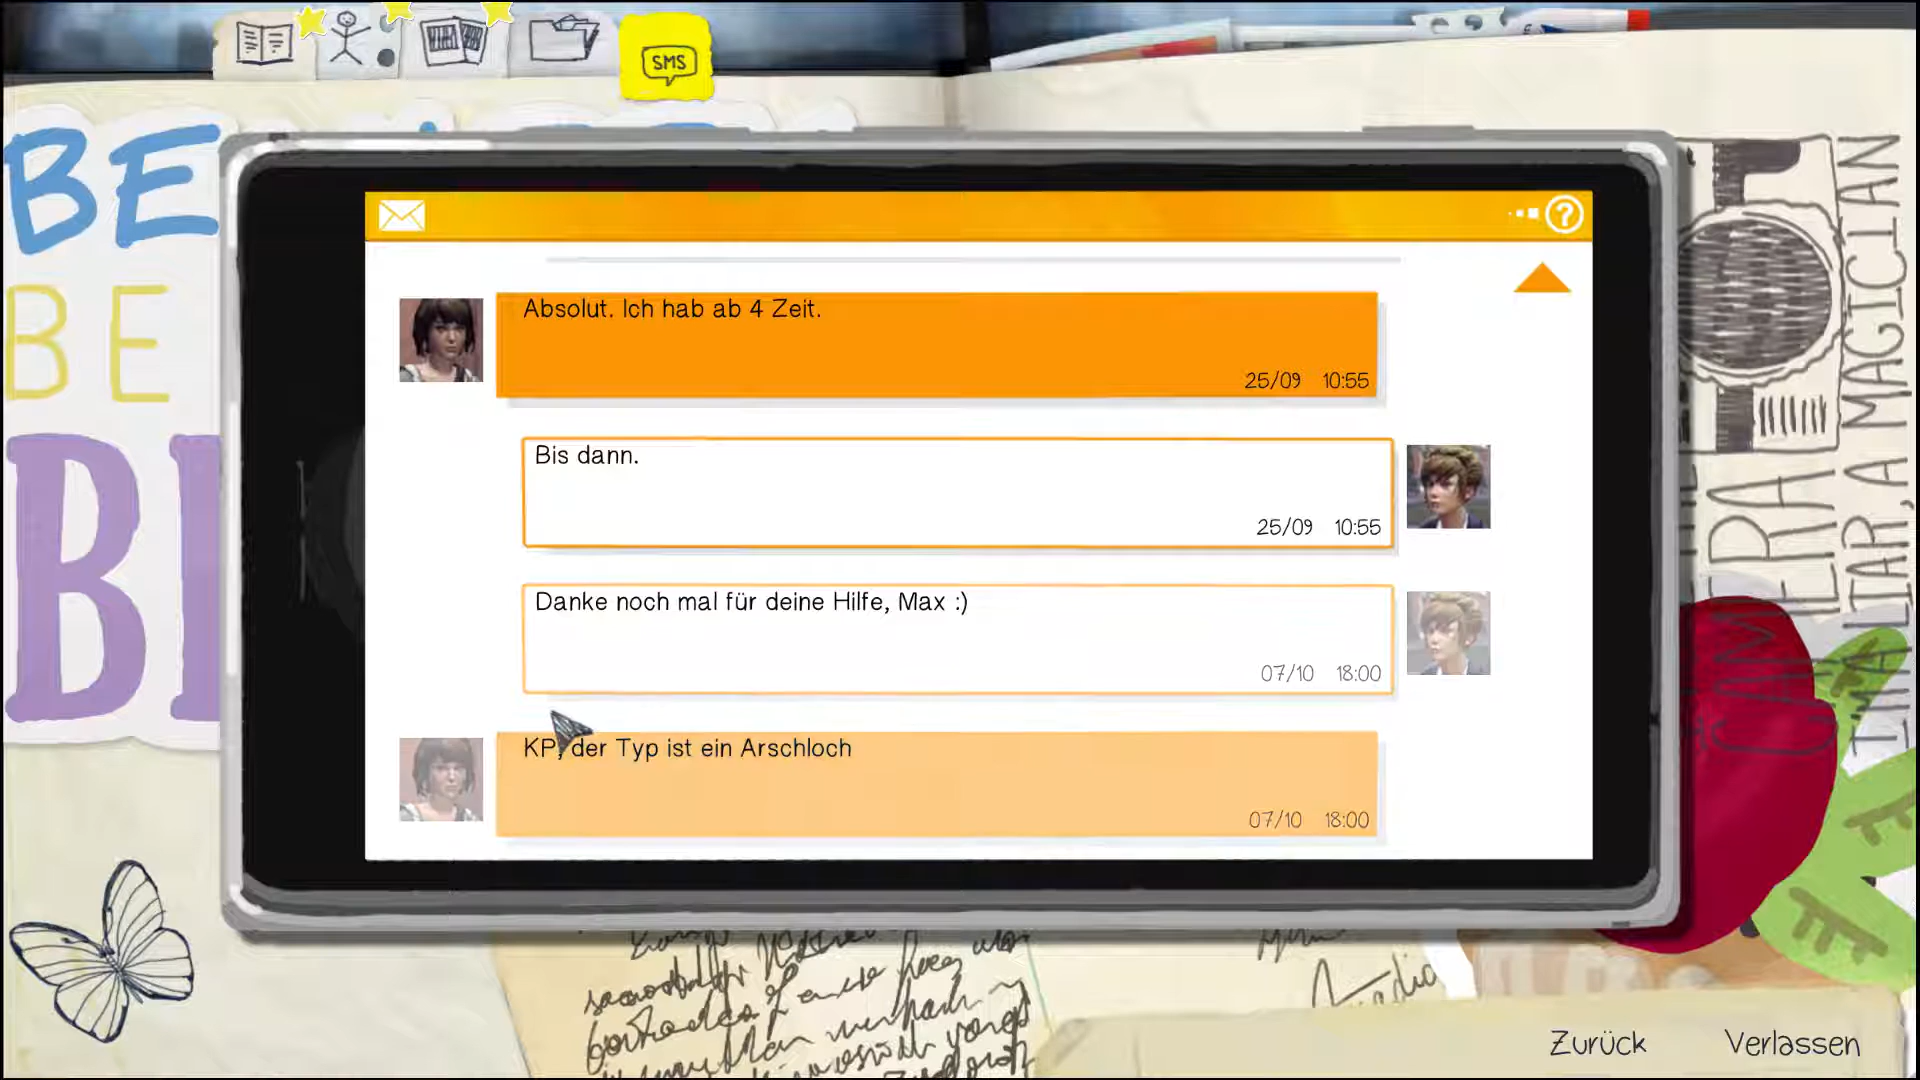 SMS
BE
BE
Absolut. Ich hab ab 4 Zeit.
25/09 10:55
Bis dann.
25/09 10:55
Danke noch mal für deine Hilfe, Max :)
07/10 18:00
KP, der Typ ist ein Arschloch
07/10 18:00
CAMERA
LIAR, A MAGICIAN
Zurück
Verlassen